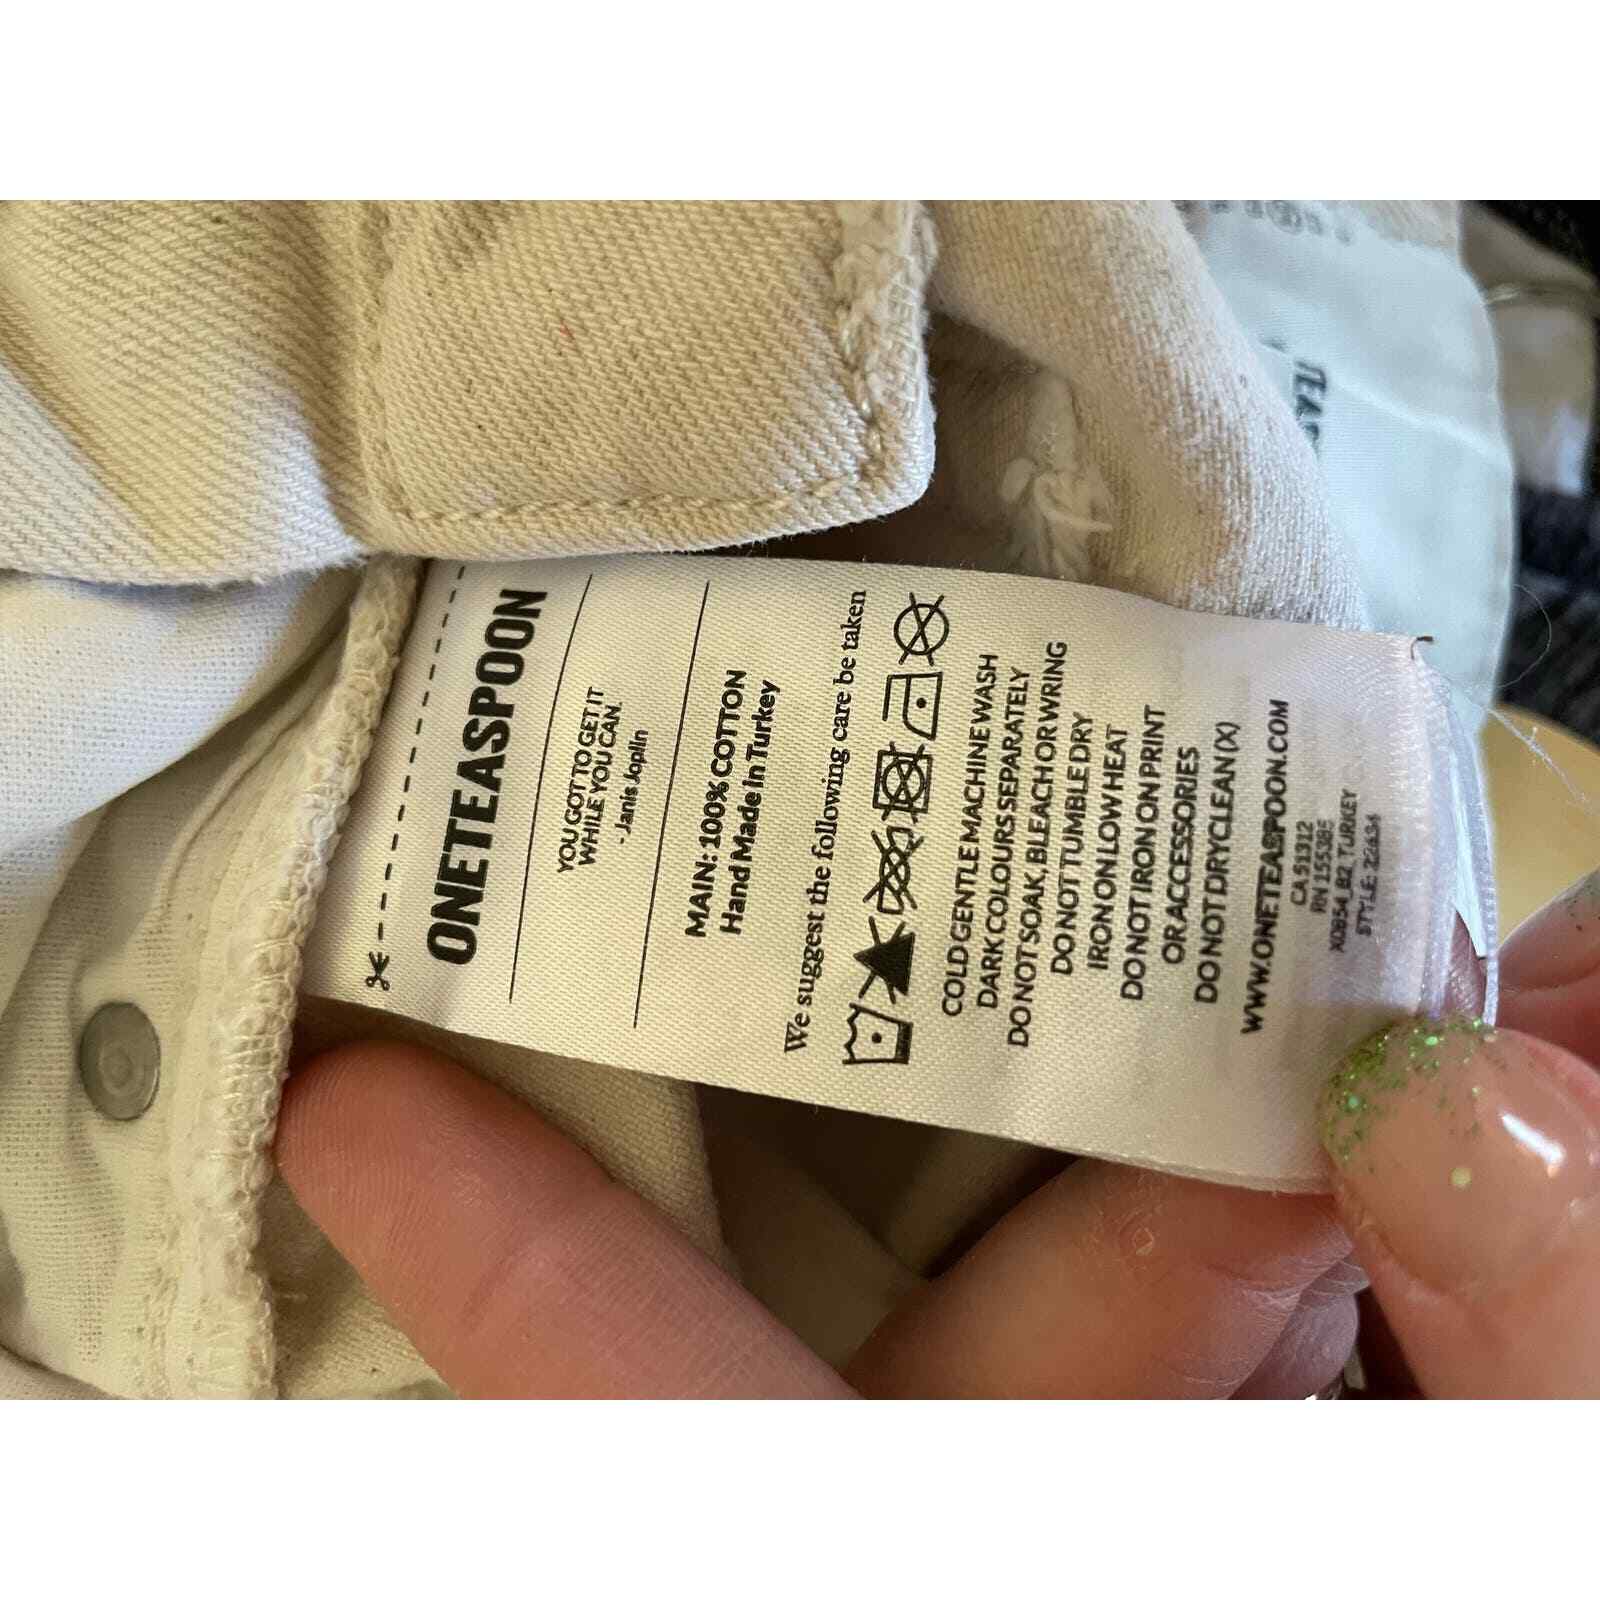 ONETEASPOON
YOU GOT TO GET IT
WHILE YOU CAN.
- Janis Joplin
MAIN: 100% COTTON
Hand Made in Turkey
We suggest the following care be taken
COLD GENTLE MACHINE WASH
DARK COLOURS SEPARATELY
DO NOT SOAK, BLEACH OR WRING
DO NOT TUMBLE DRY
IRON ON LOW HEAT
DO NOT IRON ON PRINT
OR ACCESSORIES
DO NOT DRYCLEAN (X)
WWW.ONETEASPOON.COM
CA 51312
RN 155385
TURKEY
STYLE: